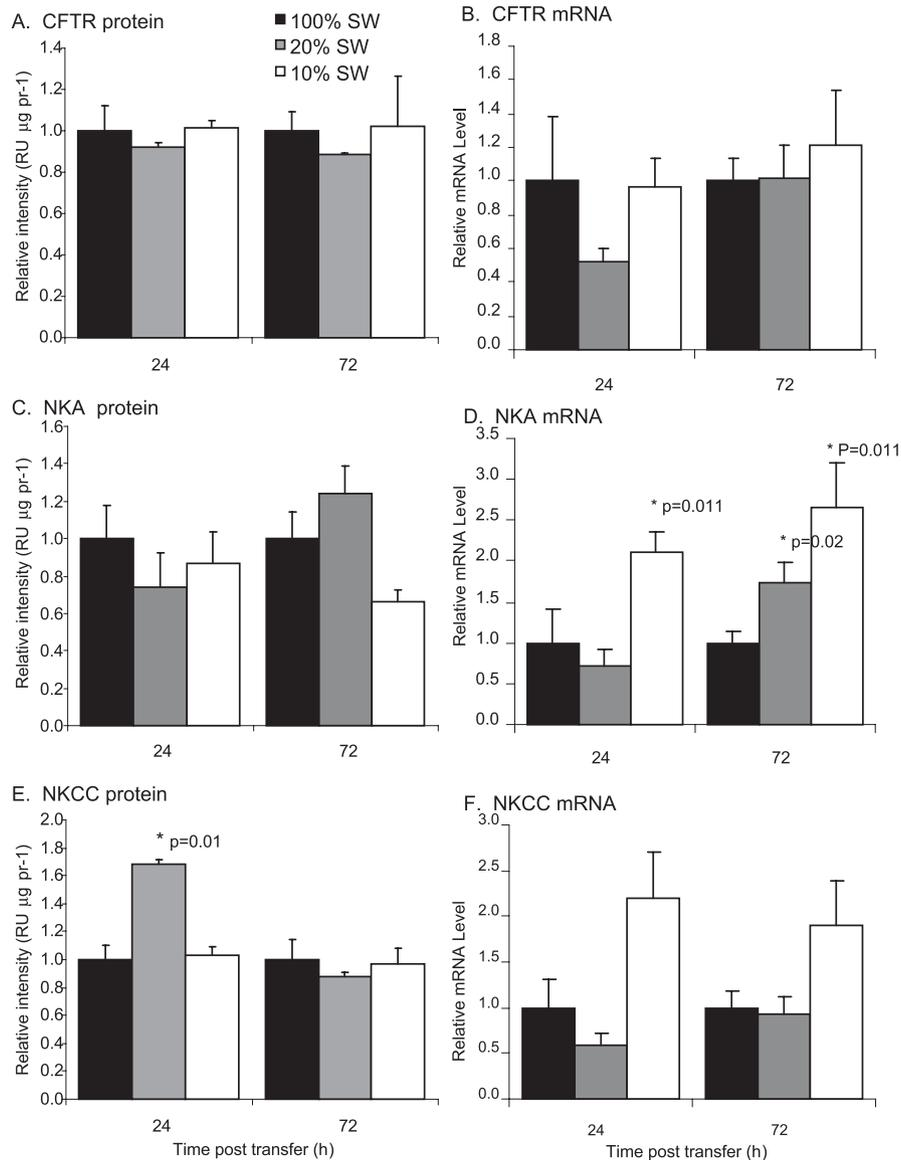 A. CFTR protein
100% SW
20% SW
10% SW
Relative intensity (RU µg pr-1)
1.4
1.2
1.0
0.8
0.6
0.4
0.2
0.0
24 72
B. CFTR mRNA
Relative mRNA Level
1.8
1.6
1.4
1.2
1.0
0.8
0.6
0.4
0.2
0.0
24 72
C. NKA protein
Relative intensity (RU µg pr-1)
1.6
1.4
1.2
1.0
0.8
0.6
0.4
0.2
0.0
24 72
D. NKA mRNA
Relative mRNA Level
3.5
3.0
2.5
2.0
1.5
1.0
0.5
0.0
* p=0.011
* p=0.02
* P=0.011
24 72
E. NKCC protein
Relative intensity (RU µg pr-1)
2.0
1.8
1.6
1.4
1.2
1.0
0.8
0.6
0.4
0.2
0.0
* p=0.01
24 72
Time post transfer (h)
F. NKCC mRNA
Relative mRNA Level
3.0
2.5
2.0
1.5
1.0
0.5
0.0
24 72
Time post transfer (h)